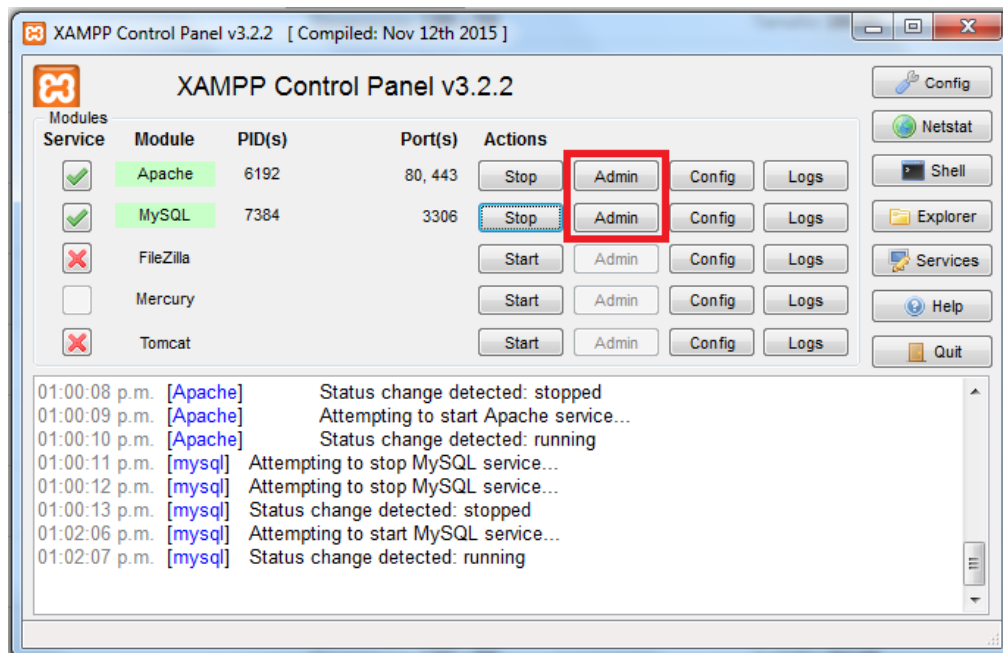 XAMPP Control Panel v3.2.2 [ Compiled: Nov 12th 2015 ]
XAMPP Control Panel v3.2.2
Config
Modules
Service Module PID(s) Port(s) Actions
Netstat
Apache 6192 80, 443 Stop Admin Config Logs
Shell
MySQL 7384 3306 Stop Admin Config Logs
Explorer
FileZilla Start Admin Config Logs
Services
Mercury Start Admin Config Logs
Help
Tomcat Start Admin Config Logs
Quit
01:00:08 p.m. [Apache] Status change detected: stopped
01:00:09 p.m. [Apache] Attempting to start Apache service...
01:00:10 p.m. [Apache] Status change detected: running
01:00:11 p.m. [mysql] Attempting to stop MySQL service...
01:00:12 p.m. [mysql] Attempting to stop MySQL service...
01:00:13 p.m. [mysql] Status change detected: stopped
01:02:06 p.m. [mysql] Attempting to start MySQL service...
01:02:07 p.m. [mysql] Status change detected: running